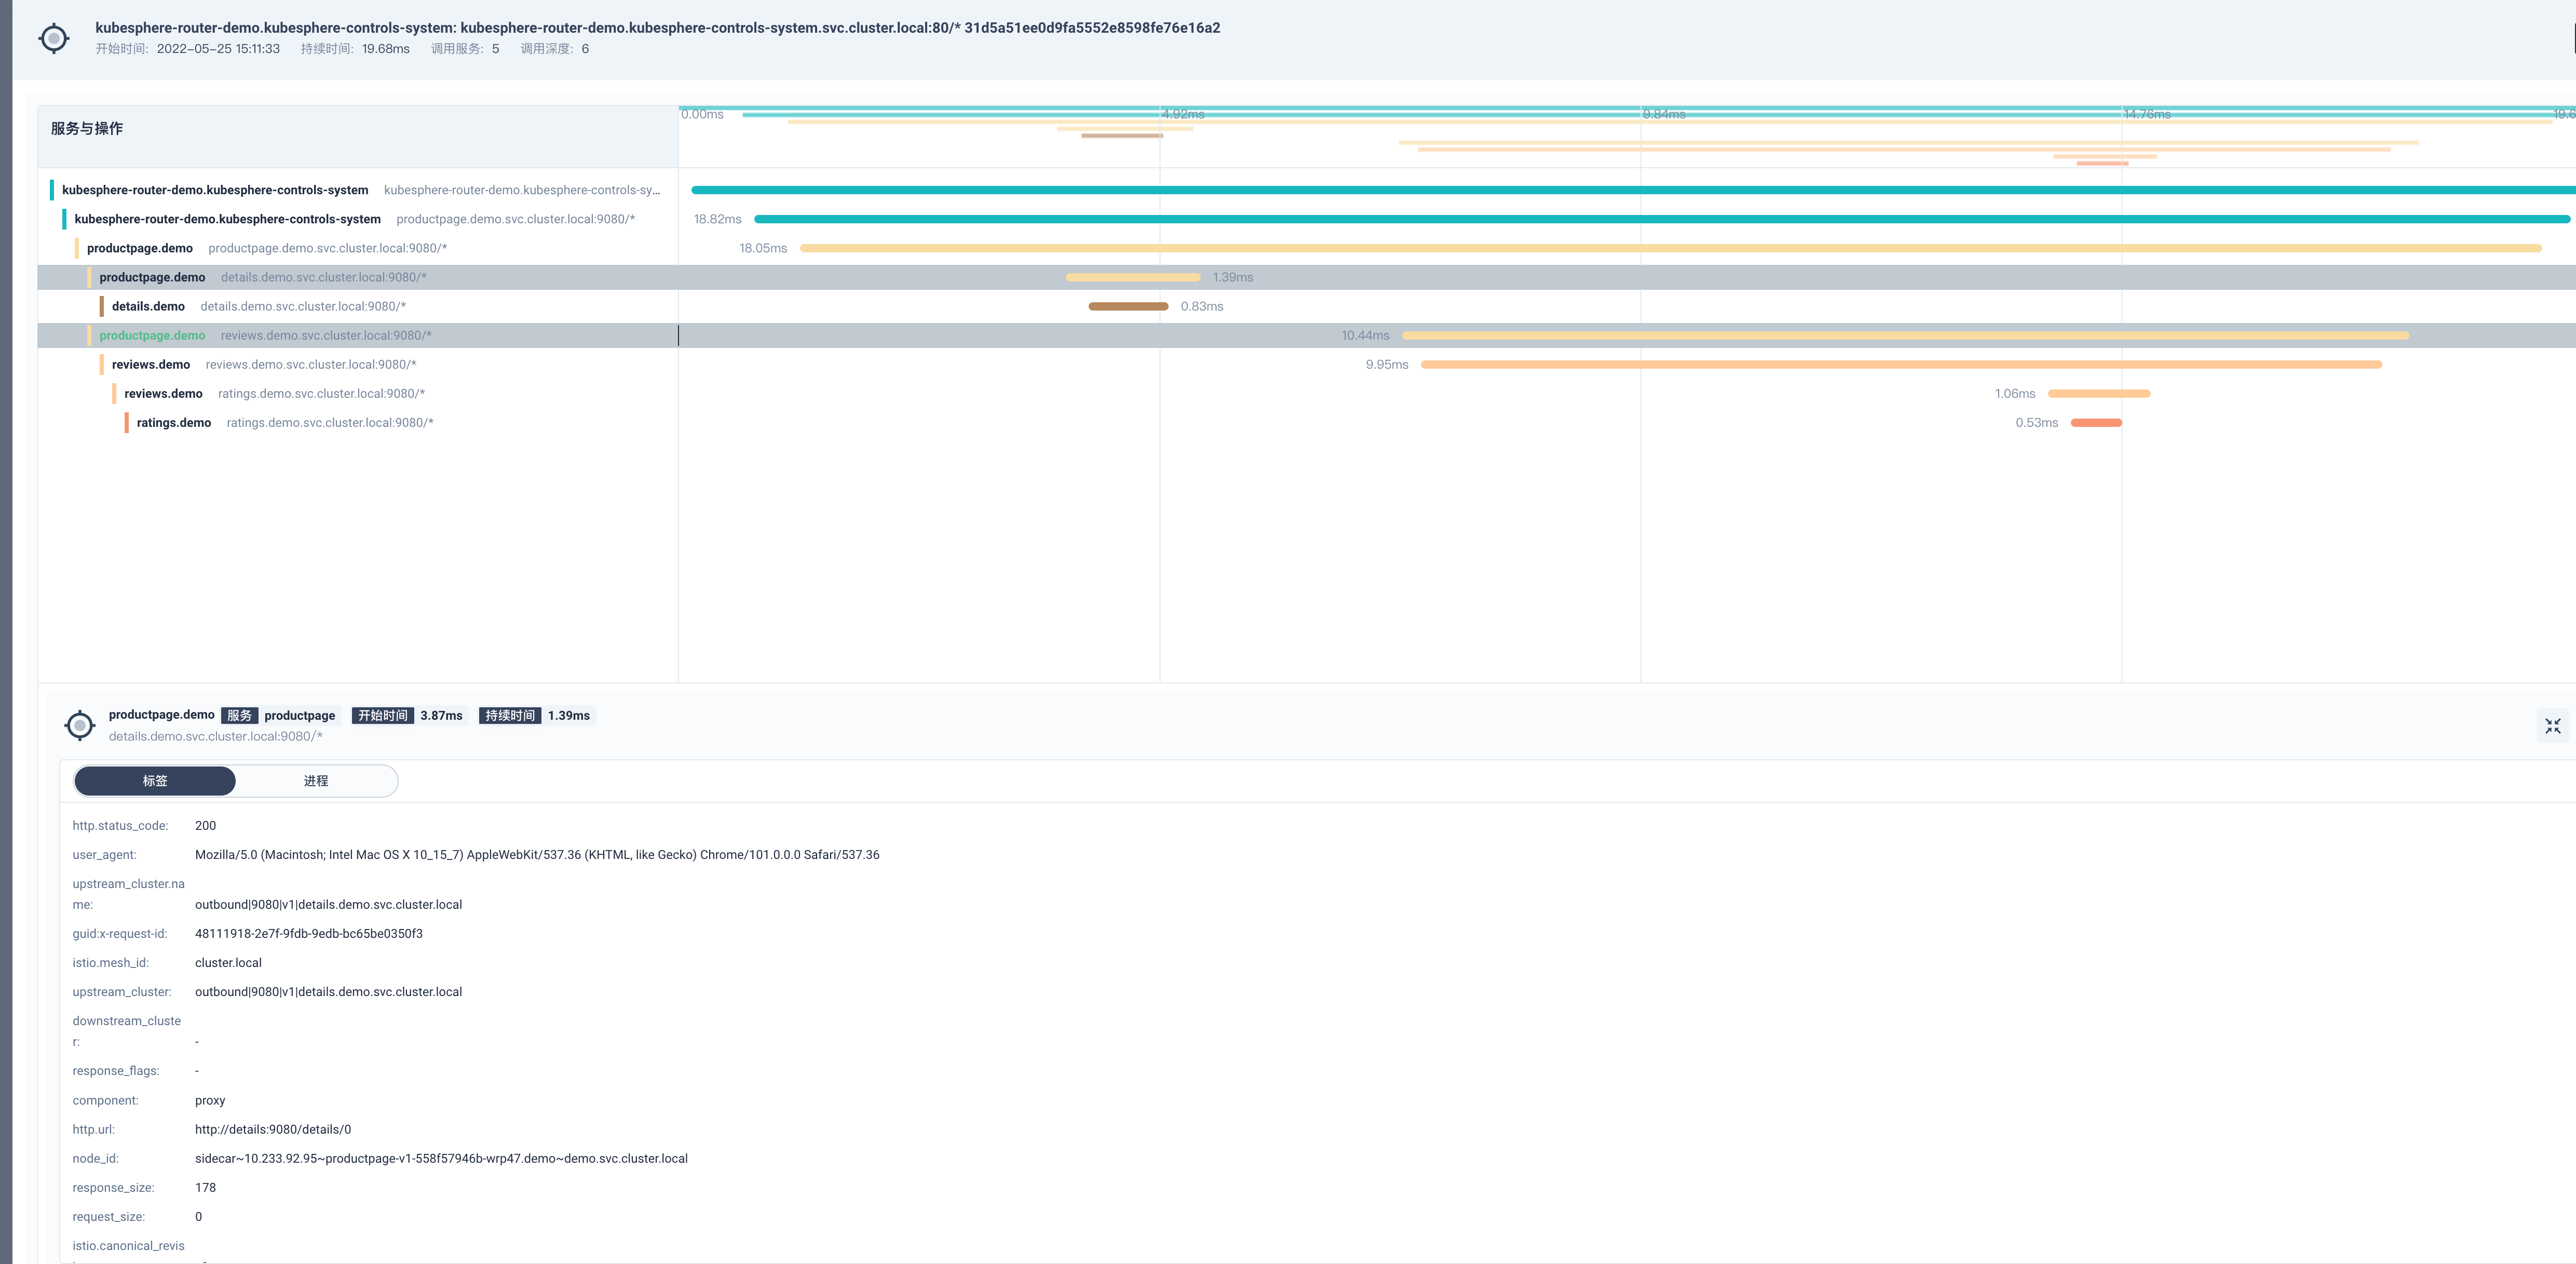 kubesphere-router-demo.kubesphere-controls-system: kubesphere-router-demo.kubesphere-controls-system.svc.cluster.local:80/* 31d5a51ee0d9fa5552e8598fe76e16a2
开始时间: 2022-05-25 15:11:33 持续时间: 19.68ms 调用服务: 5 调用深度: 6
服务与操作
0.00ms 4.92ms 9.84ms 14.76ms 19.6
kubesphere-router-demo.kubesphere-controls-system kubesphere-router-demo.kubesphere-controls-sy...
kubesphere-router-demo.kubesphere-controls-system productpage.demo.svc.cluster.local:9080/* 18.82ms
productpage.demo productpage.demo.svc.cluster.local:9080/* 18.05ms
productpage.demo details.demo.svc.cluster.local:9080/* 1.39ms
details.demo details.demo.svc.cluster.local:9080/* 0.83ms
productpage.demo reviews.demo.svc.cluster.local:9080/* 10.44ms
reviews.demo reviews.demo.svc.cluster.local:9080/* 9.95ms
reviews.demo ratings.demo.svc.cluster.local:9080/* 1.06ms
ratings.demo ratings.demo.svc.cluster.local:9080/* 0.53ms
productpage.demo 服务 productpage 开始时间 3.87ms 持续时间 1.39ms
details.demo.svc.cluster.local:9080/*
标签 进程
http.status_code: 200
user_agent: Mozilla/5.0 (Macintosh; Intel Mac OS X 10_15_7) AppleWebKit/537.36 (KHTML, like Gecko) Chrome/101.0.0.0 Safari/537.36
upstream_cluster.na
me: outbound|9080|v1|details.demo.svc.cluster.local
guid:x-request-id: 48111918-2e7f-9fdb-9edb-bc65be0350f3
istio.mesh_id: cluster.local
upstream_cluster: outbound|9080|v1|details.demo.svc.cluster.local
downstream_cluste
r: -
response_flags: -
component: proxy
http.url: http://details:9080/details/0
node_id: sidecar~10.233.92.95~productpage-v1-558f57946b-wrp47.demo~demo.svc.cluster.local
response_size: 178
request_size: 0
istio.canonical_revis